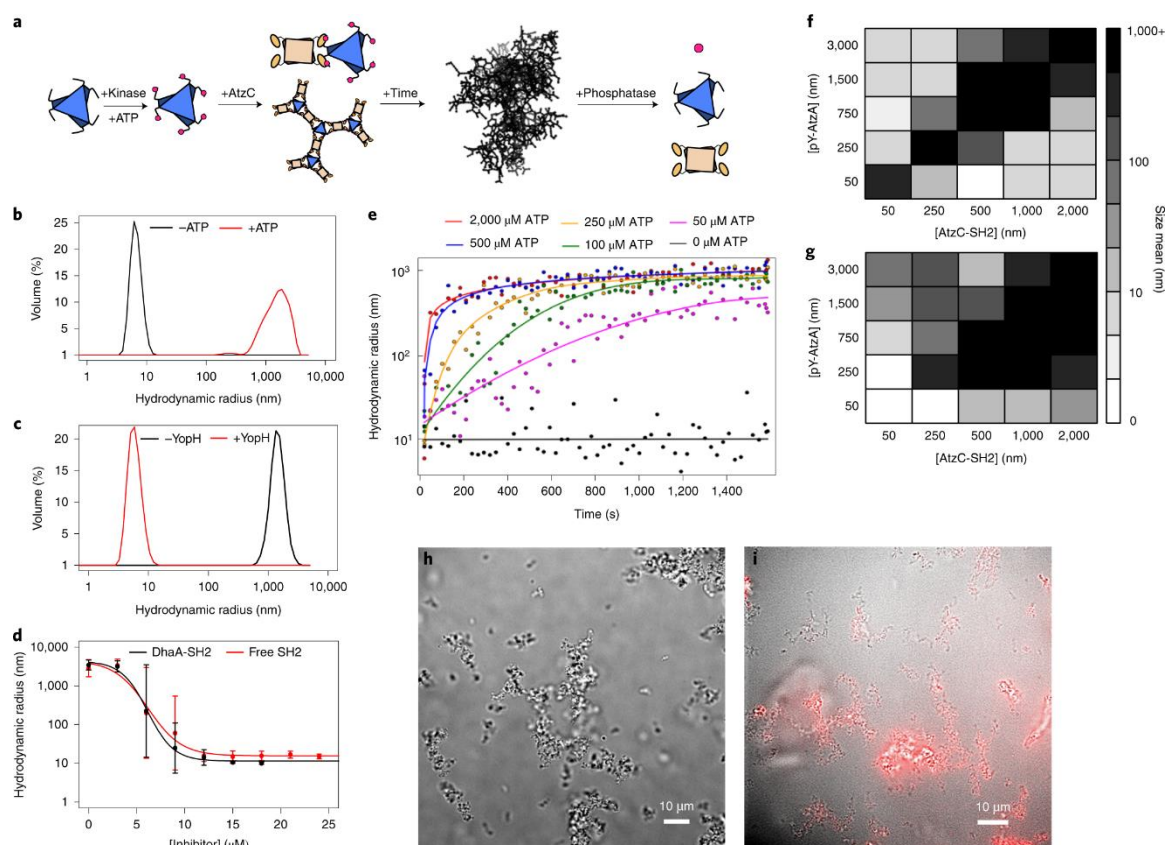 a
+Kinase
+ATP
+AtzC
+Time
+Phosphatase
b
–ATP +ATP
Volume (%)
25
20
15
10
5
1
1 10 100 1,000 10,000
Hydrodynamic radius (nm)
c
–YopH +YopH
Volume (%)
20
15
10
5
1
1 10 100 1,000 10,000
Hydrodynamic radius (nm)
d
DhaA-SH2 Free SH2
Hydrodynamic radius (nm)
10,000
1,000
100
10
1
0 5 10 15 20 25
[Inhibitor] (μM)
e
2,000 μM ATP 250 μM ATP 50 μM ATP
500 μM ATP 100 μM ATP 0 μM ATP
Hydrodynamic radius (nm)
10³
10²
10¹
0 200 400 600 800 1,000 1,200 1,400
Time (s)
f
[pY-AtzA] (nm)
3,000
1,500
750
250
50
50 250 500 1,000 2,000
[AtzC-SH2] (nm)
g
[pY-AtzA] (nm)
3,000
1,500
750
250
50
50 250 500 1,000 2,000
[AtzC-SH2] (nm)
1,000+
100
10
0
Size mean (nm)
h
10 μm
i
10 μm